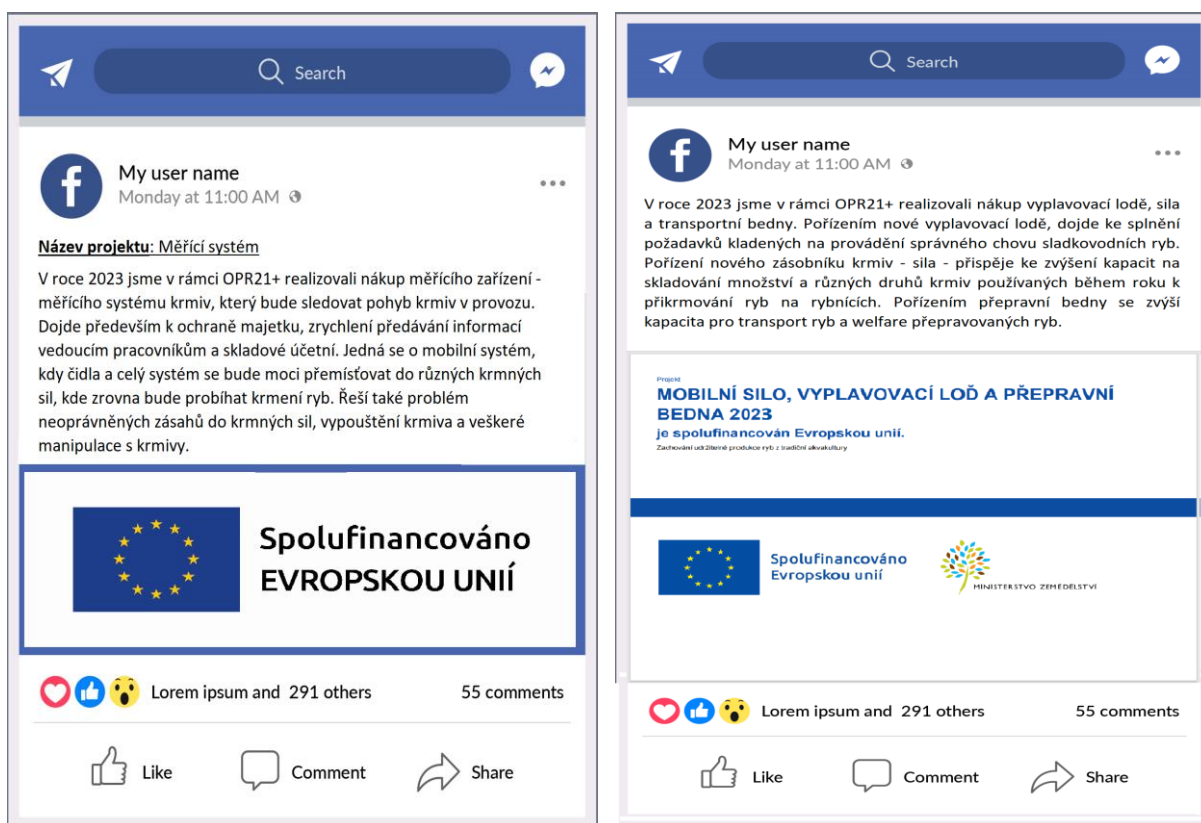 Search
My user name
Monday at 11:00 AM
Název projektu: Měřící systém
V roce 2023 jsme v rámci OPR21+ realizovali nákup měřícího zařízení -
měřícího systému krmiv, který bude sledovat pohyb krmiv v provozu.
Dojde především k ochraně majetku, zrychlení předávání informací
vedoucím pracovníkům a skladové účetní. Jedná se o mobilní systém,
kdy čidla a celý systém se bude moci přemísťovat do různých krmných
sil, kde zrovna bude probíhat krmení ryb. Řeší také problém
neoprávněných zásahů do krmných sil, vypouštění krmiva a veškeré
manipulace s krmivy.
Spolufinancováno
EVROPSKOU UNIÍ
Lorem ipsum and 291 others 55 comments
Like Comment Share
Search
My user name
Monday at 11:00 AM
V roce 2023 jsme v rámci OPR21+ realizovali nákup vyplavovací lodě, sila
a transportní bedny. Pořízením nové vyplavovací lodě, dojde ke splnění
požadavků kladených na provádění správného chovu sladkovodních ryb.
Pořízení nového zásobníku krmiv - sila - přispěje ke zvýšení kapacit na
skladování množství a různých druhů krmiv používaných během roku k
přikrmování ryb na rybnících. Pořízením přepravní bedny se zvýší
kapacita pro transport ryb a welfare přepravovaných ryb.
Projekt
MOBILNÍ SILO, VYPLAVOVACÍ LOĎ A PŘEPRAVNÍ
BEDNA 2023
je spolufinancován Evropskou unií.
Zachování udržitelné produkce ryb z tradiční akvakultury
Spolufinancováno
Evropskou unií
MINISTERSTVO ZEMĚDĚLSTVÍ
Lorem ipsum and 291 others 55 comments
Like Comment Share